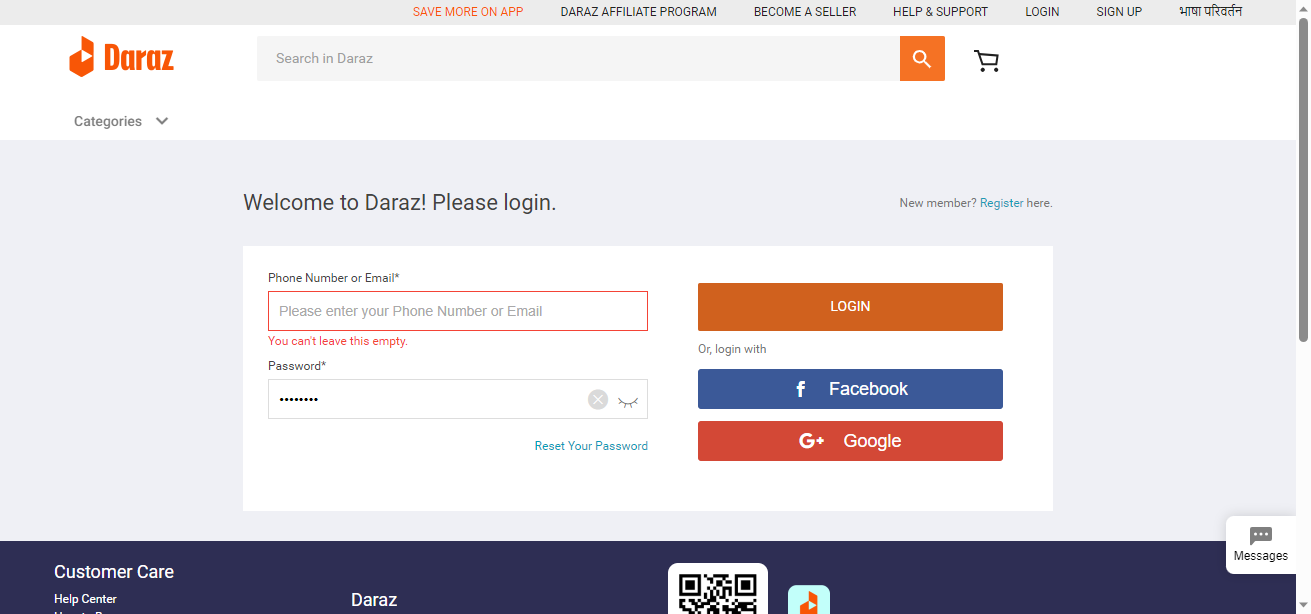 SAVE MORE ON APP DARAZ AFFILIATE PROGRAM BECOME A SELLER HELP & SUPPORT LOGIN SIGN UP भाषा परिवर्तन
Daraz
Search in Daraz
Categories
Welcome to Daraz! Please login.
New member? Register here.
Phone Number or Email*
Please enter your Phone Number or Email
You can't leave this empty.
Password*
Reset Your Password
LOGIN
Or, login with
Facebook
G+ Google
Messages
Customer Care
Help Center
Daraz